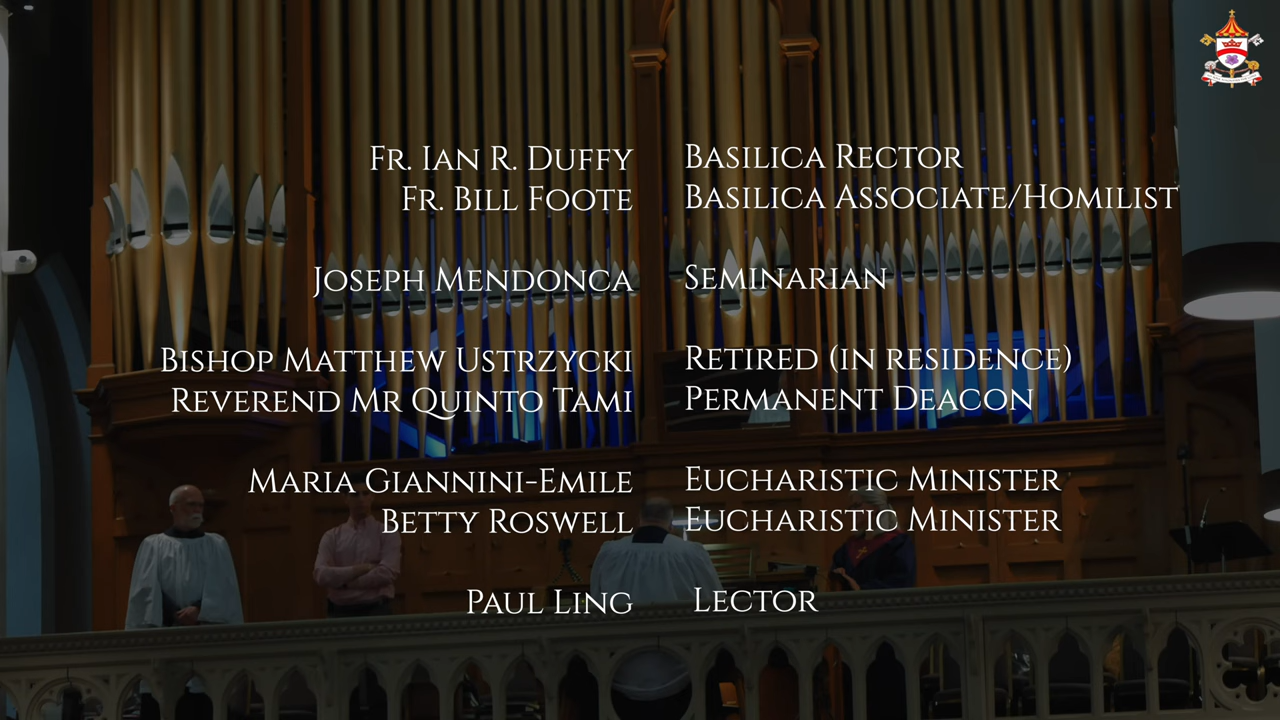 Fr. Ian R. Duffy Basilica Rector
Fr. Bill Foote Basilica Associate/Homilist
Joseph Mendonca Seminarian
Bishop Matthew Ustrzycki Retired (in residence)
Reverend Mr Quinto Tami Permanent Deacon
Maria Giannini-Emile Eucharistic Minister
Betty Roswell Eucharistic Minister
Paul Ling Lector